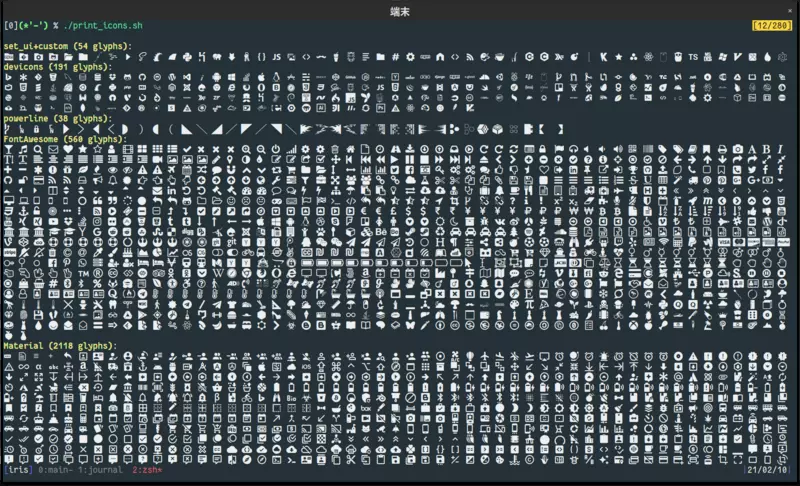 端末
[0](*'-') % ./print_icons.sh [12/280]
set_ui+custom (54 glyphs):
devicons (191 glyphs):
powerline (38 glyphs):
FontAwesome (560 glyphs):
Material (2118 glyphs):
[iris] 0:main- 1:journal 2:zsh* 21/02/10